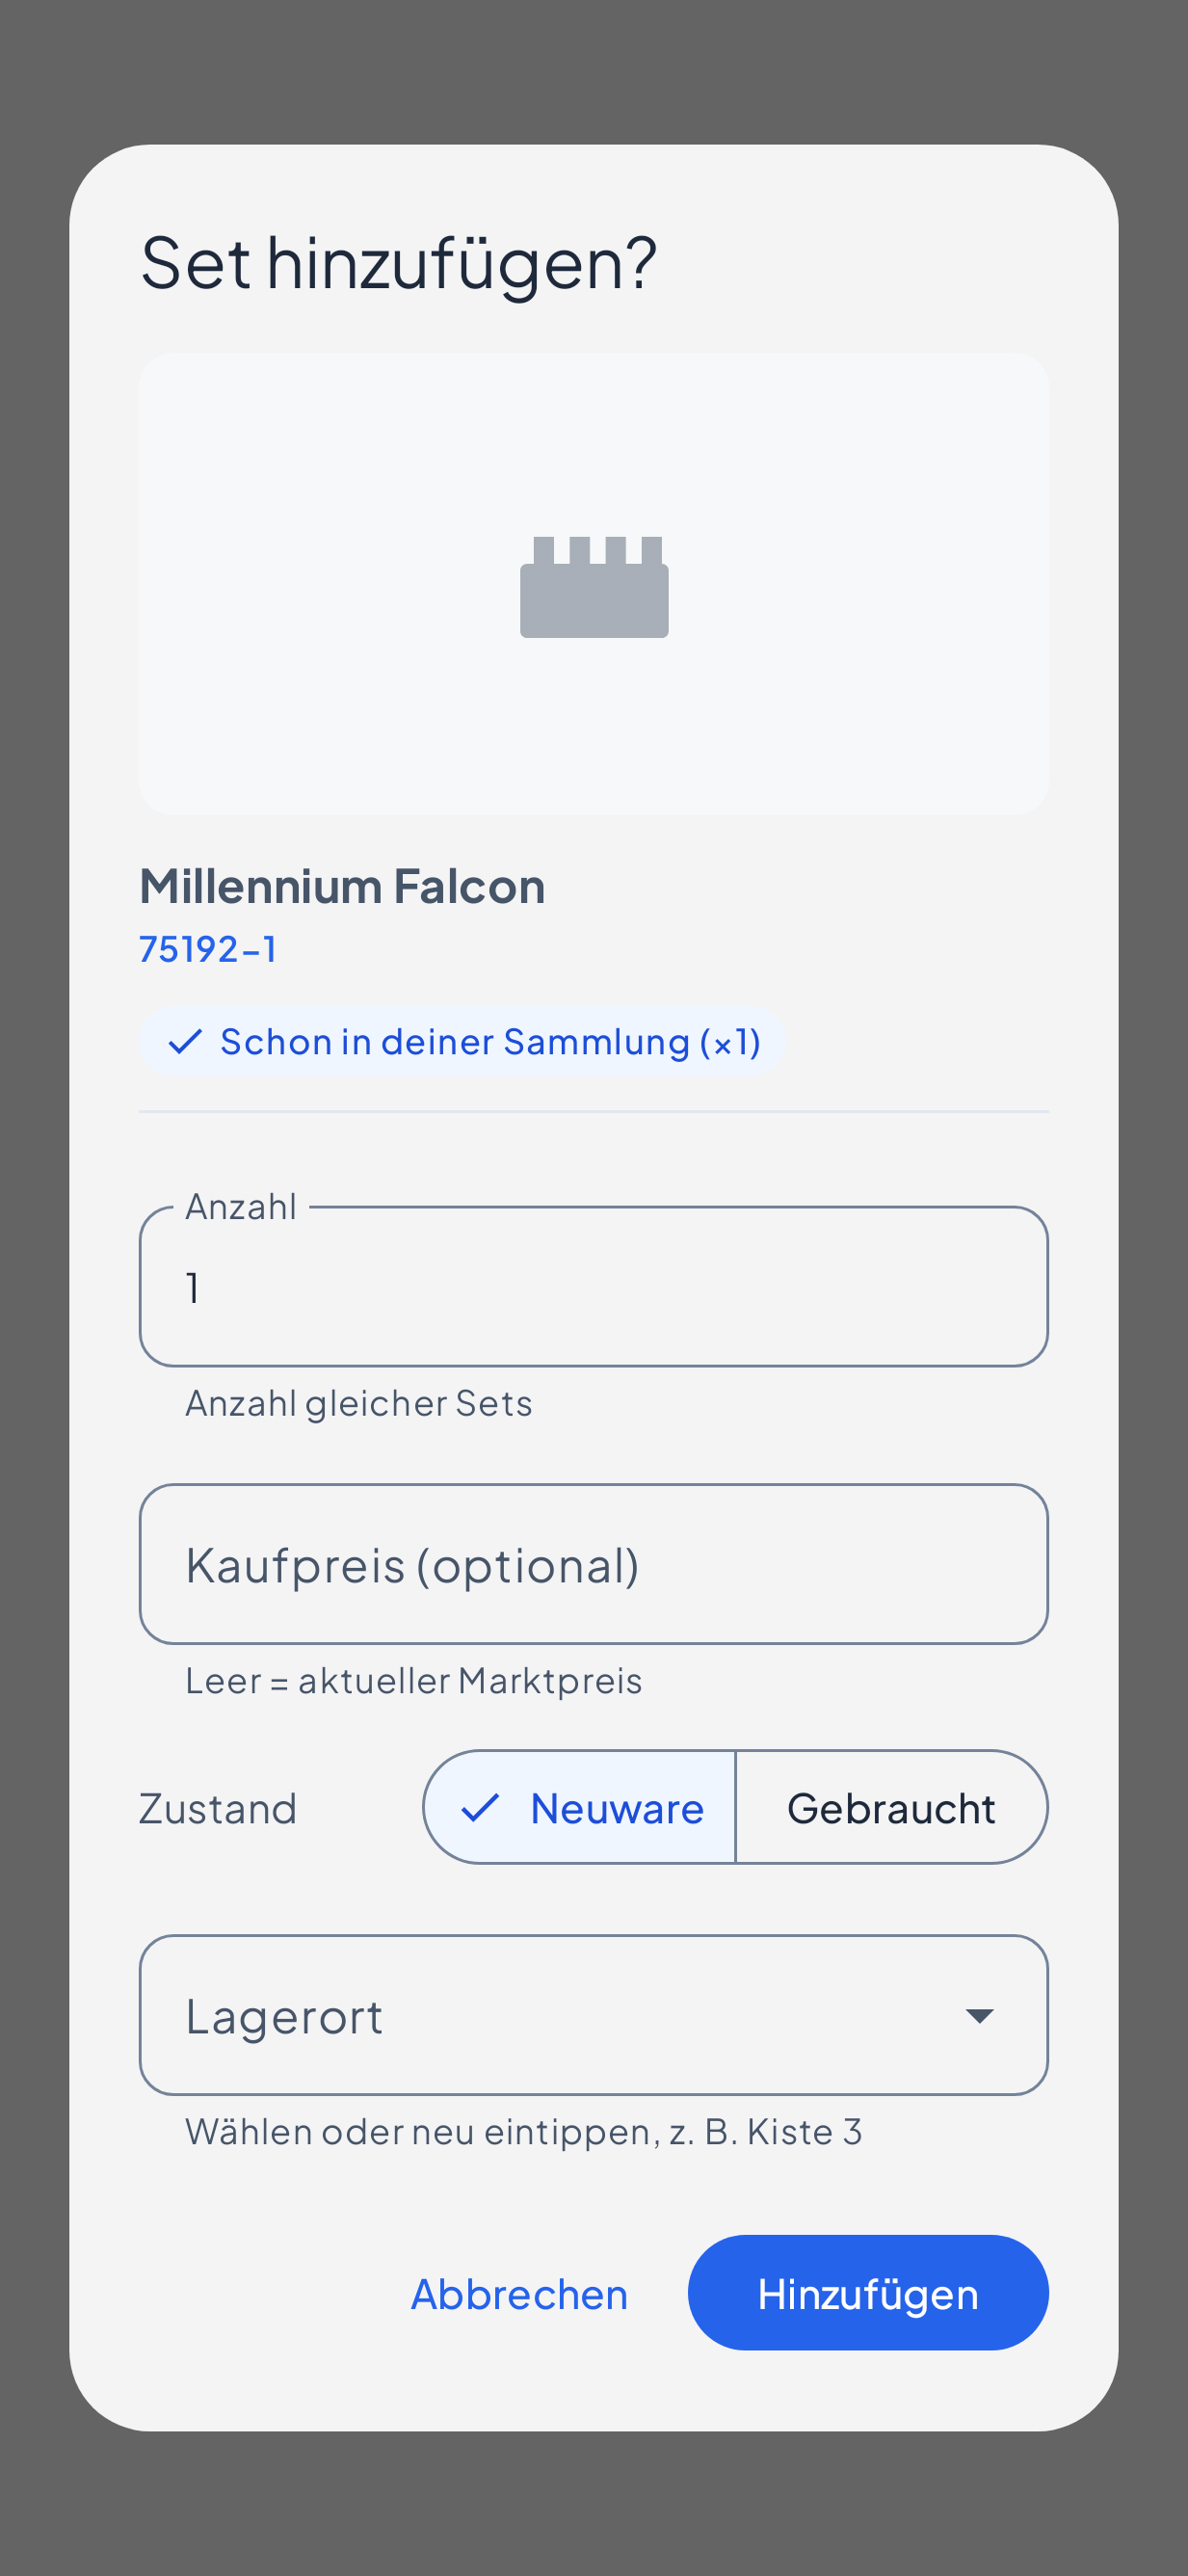 Set hinzufügen?
Millennium Falcon
75192-1
Schon in deiner Sammlung (×1)
Anzahl
1
Anzahl gleicher Sets
Kaufpreis (optional)
Leer = aktueller Marktpreis
Zustand Neuware Gebraucht
Lagerort
Wählen oder neu eintippen, z. B. Kiste 3
Abbrechen Hinzufügen